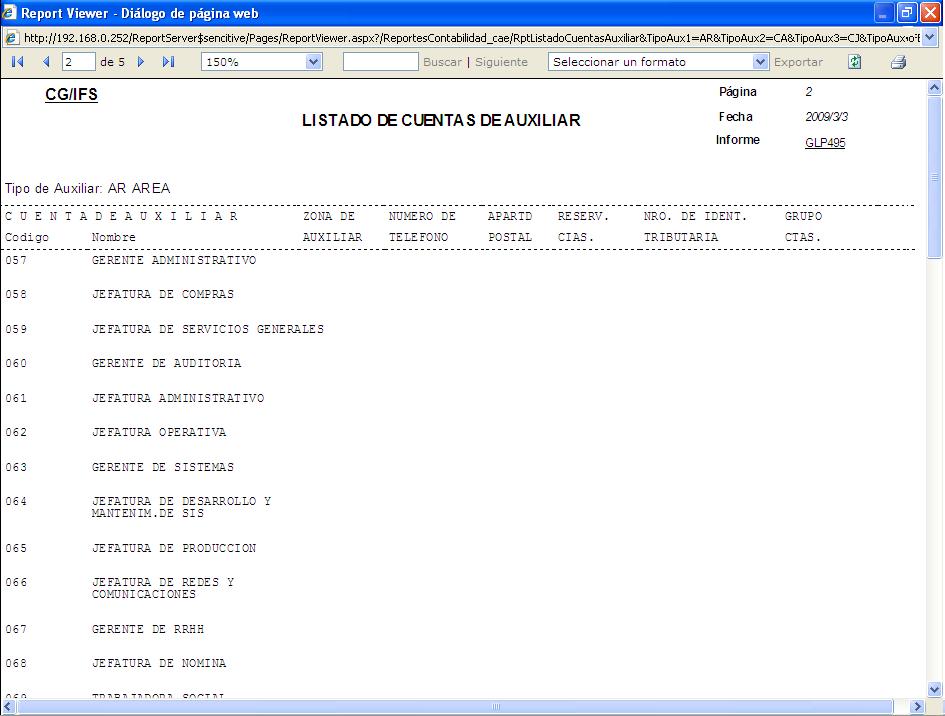 Report Viewer - Diálogo de página web
http://192.168.0.252/ReportServer$sencitive/Pages/ReportViewer.aspx?/ReportesContabilidad_cae/RptListadoCuentasAuxiliar&TipoAux1=AR&TipoAux2=CA&TipoAux3=CJ&TipoAux
2 de 5 150% Buscar | Siguiente Seleccionar un formato Exportar
CG/IFS
Página 2
LISTADO DE CUENTAS DE AUXILIAR
Fecha 2009/3/3
Informe GLP495
Tipo de Auxiliar: AR AREA
C U E N T A D E A U X I L I A R ZONA DE NUMERO DE APARTD RESERV. NRO. DE IDENT. GRUPO
Codigo Nombre AUXILIAR TELEFONO POSTAL CIAS. TRIBUTARIA CTAS.
057 GERENTE ADMINISTRATIVO
058 JEFATURA DE COMPRAS
059 JEFATURA DE SERVICIOS GENERALES
060 GERENTE DE AUDITORIA
061 JEFATURA ADMINISTRATIVO
062 JEFATURA OPERATIVA
063 GERENTE DE SISTEMAS
064 JEFATURA DE DESARROLLO Y
MANTENIM.DE SIS
065 JEFATURA DE PRODUCCION
066 JEFATURA DE REDES Y
COMUNICACIONES
067 GERENTE DE RRHH
068 JEFATURA DE NOMINA
069 TRABAJADORA SOCIAL